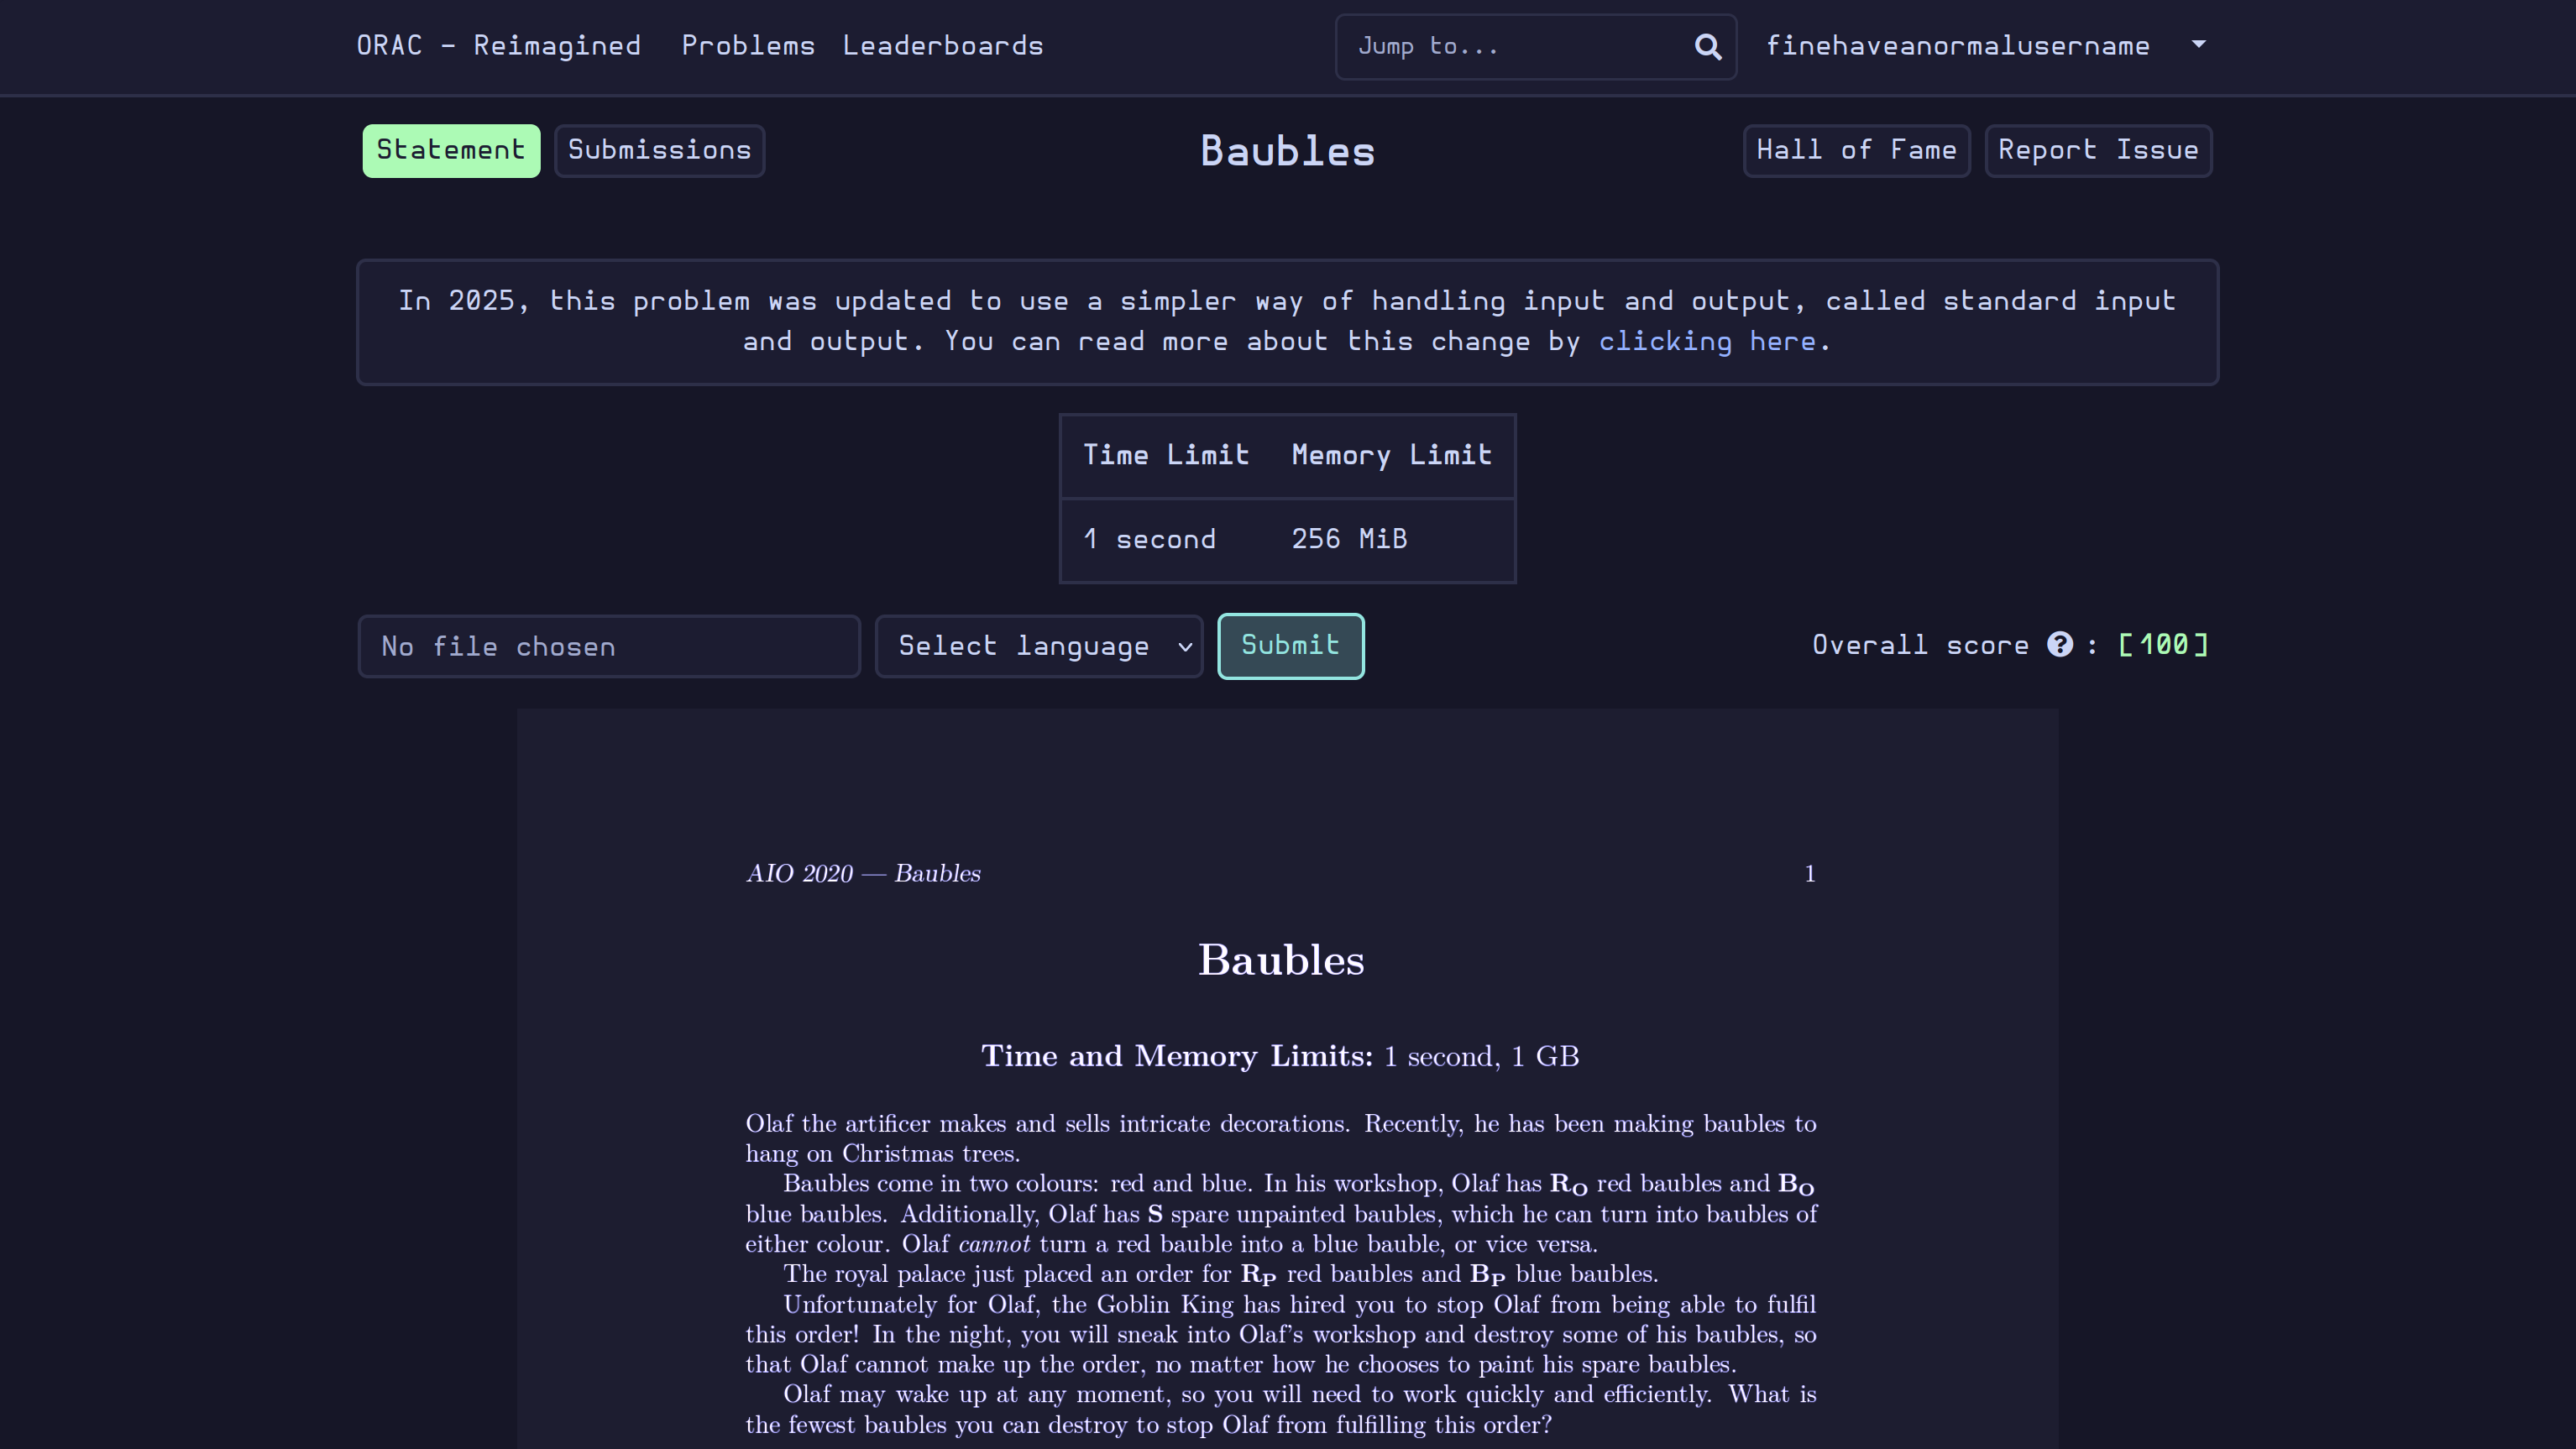 ORAC - Reimagined Problems Leaderboards Jump to... finehaveanormalusername
Statement Submissions Baubles Hall of Fame Report Issue
In 2025, this problem was updated to use a simpler way of handling input and output, called standard input
and output. You can read more about this change by clicking here.
Time Limit Memory Limit
1 second 256 MiB
No file chosen Select language Submit Overall score ? : [100]
AIO 2020 — Baubles 1
Baubles
Time and Memory Limits: 1 second, 1 GB
Olaf the artificer makes and sells intricate decorations. Recently, he has been making baubles to
hang on Christmas trees.
Baubles come in two colours: red and blue. In his workshop, Olaf has R_O red baubles and B_O
blue baubles. Additionally, Olaf has S spare unpainted baubles, which he can turn into baubles of
either colour. Olaf cannot turn a red bauble into a blue bauble, or vice versa.
The royal palace just placed an order for R_P red baubles and B_P blue baubles.
Unfortunately for Olaf, the Goblin King has hired you to stop Olaf from being able to fulfil
this order! In the night, you will sneak into Olaf's workshop and destroy some of his baubles, so
that Olaf cannot make up the order, no matter how he chooses to paint his spare baubles.
Olaf may wake up at any moment, so you will need to work quickly and efficiently. What is
the fewest baubles you can destroy to stop Olaf from fulfilling this order?